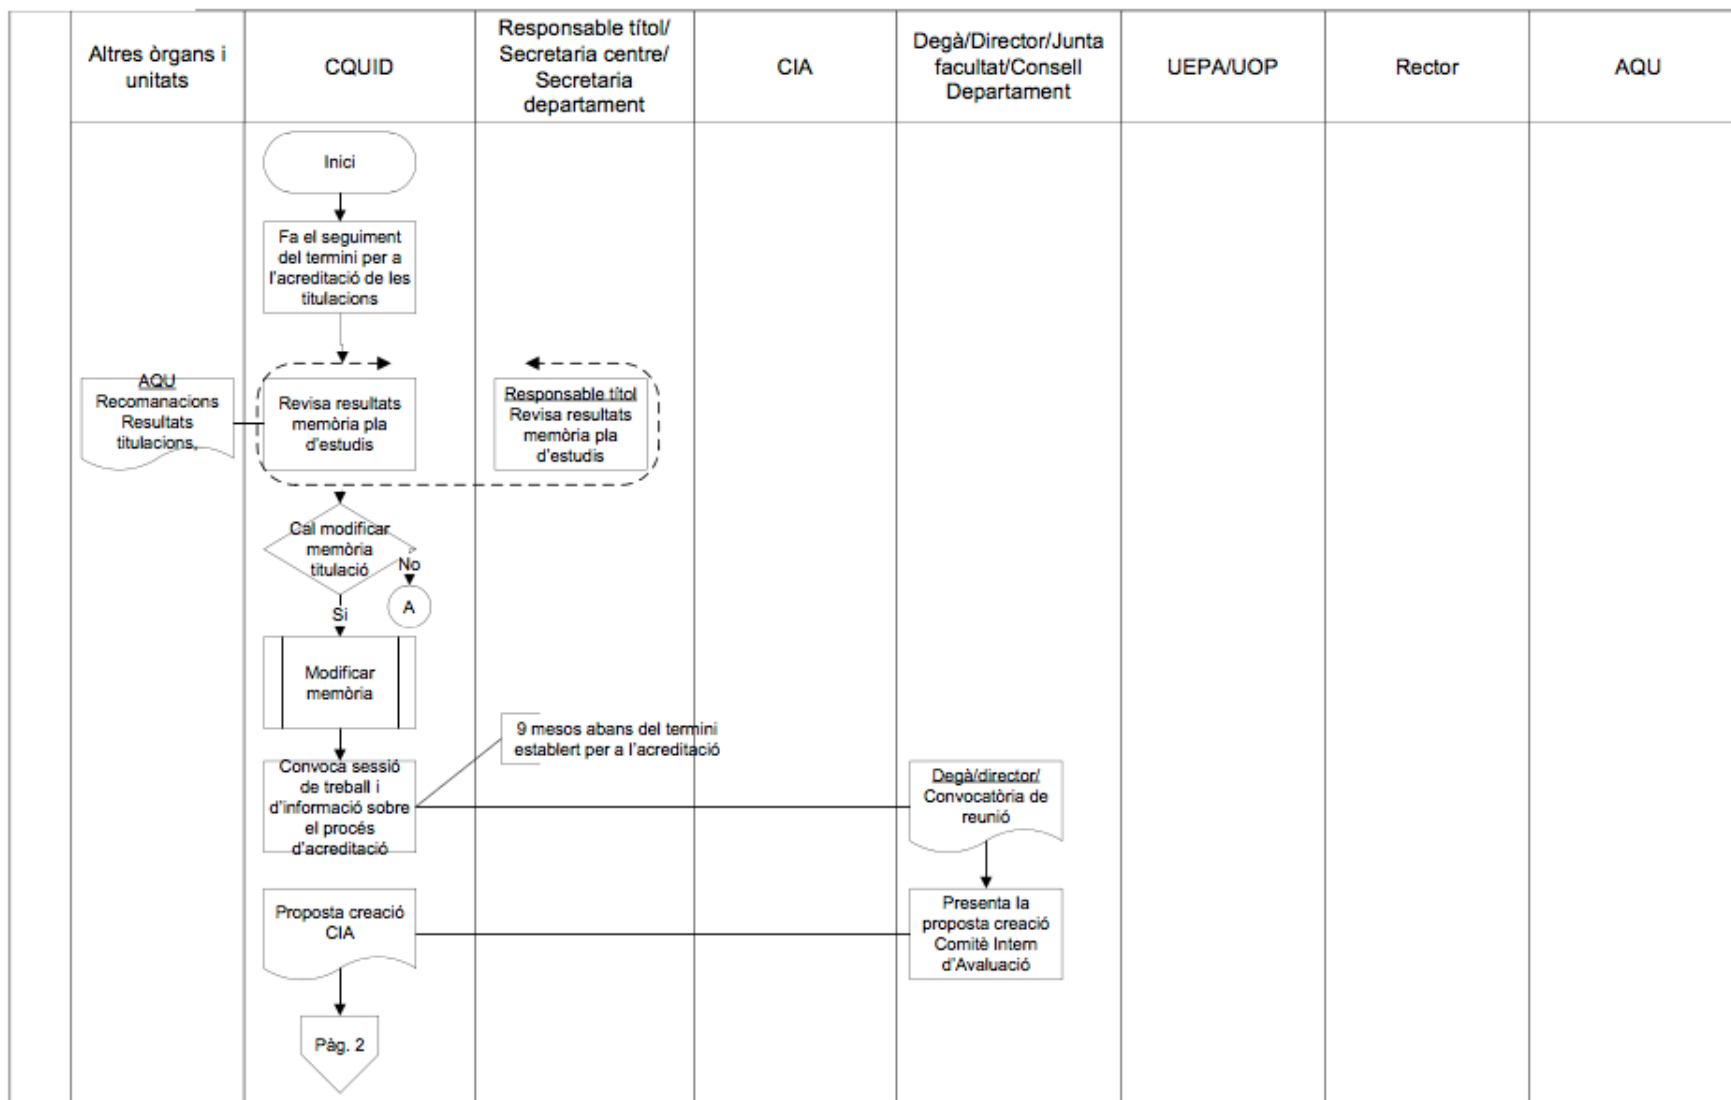 Altres òrgans i
unitats
CQUID
Responsable títol/
Secretaria centre/
Secretaria
departament
CIA
Degà/Director/Junta
facultat/Consell
Departament
UEPA/UOP
Rector
AQU
Inici
Fa el seguiment
del termini per a
l'acreditació de les
titulacions
AQU
Recomanacions
Resultats
titulacions,
Revisa resultats
memòria pla
d'estudis
Responsable títol
Revisa resultats
memòria pla
d'estudis
Cal modificar
memòria
titulació
No
A
Si
Modificar
memòria
9 mesos abans del termini
establert per a l'acreditació
Convoca sessió
de treball i
d'informació sobre
el procés
d'acreditació
Degà/director/
Convocatòria de
reunió
Proposta creació
CIA
Presenta la
proposta creació
Comitè Intern
d'Avaluació
Pàg. 2